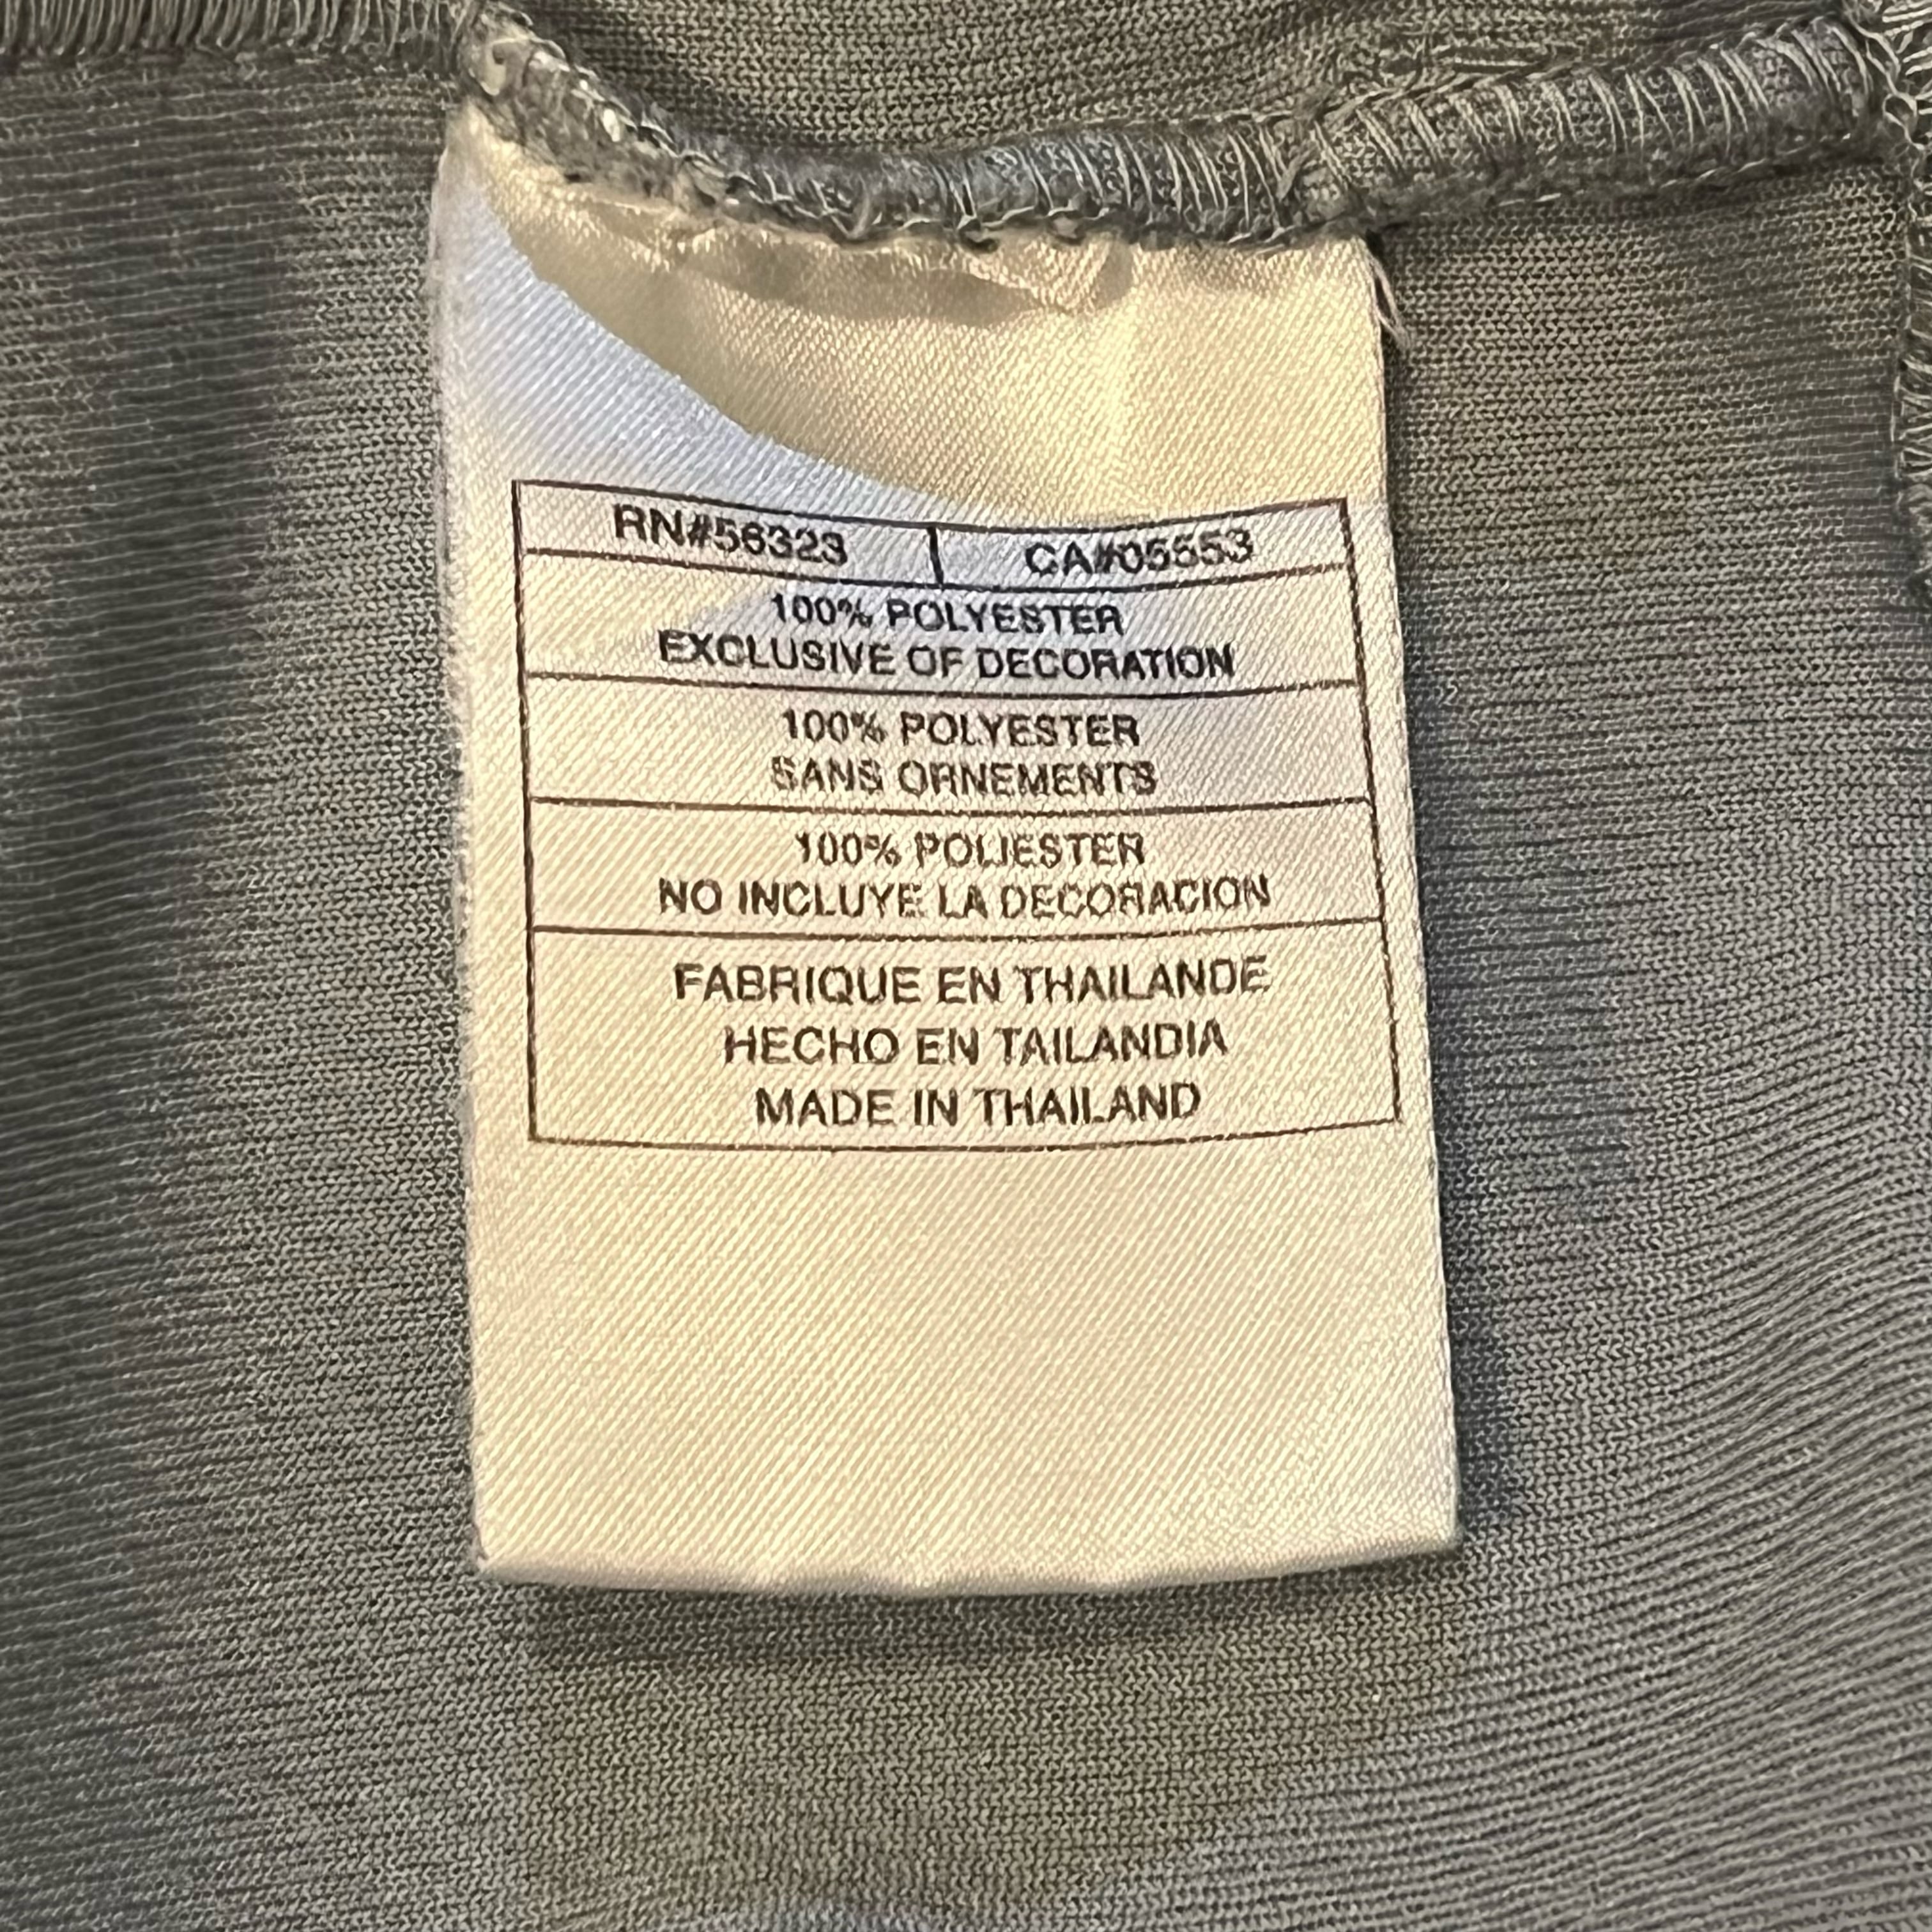 RN#56323 CA#05553
100% POLYESTER
EXCLUSIVE OF DECORATION
100% POLYESTER
SANS ORNEMENTS
100% POLIESTER
NO INCLUYE LA DECORACION
FABRIQUE EN THAILANDE
HECHO EN TAILANDIA
MADE IN THAILAND